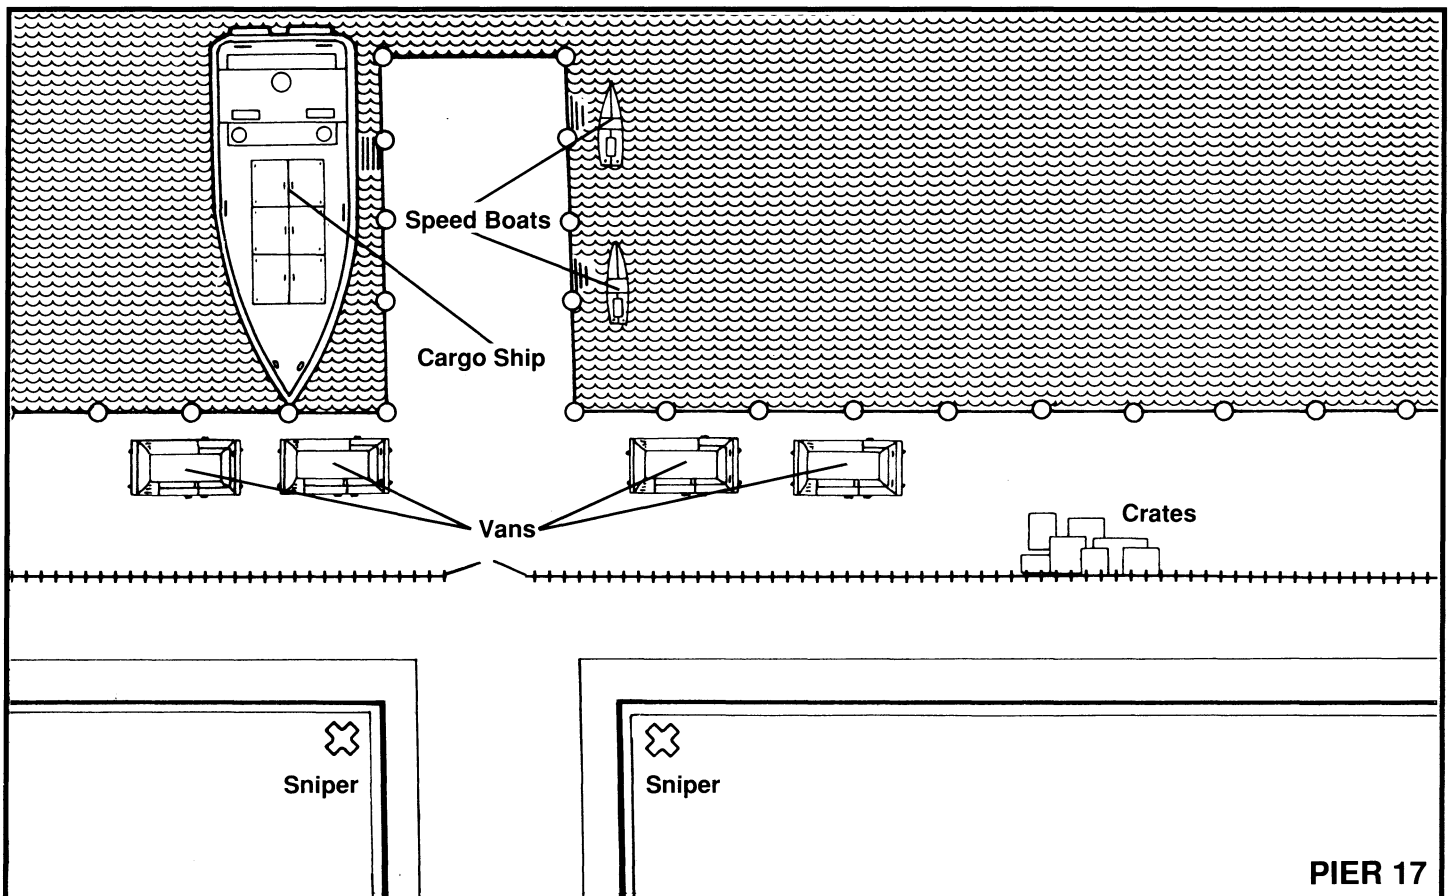 Speed Boats
Cargo Ship
Vans
Crates
Sniper
Sniper
PIER 17